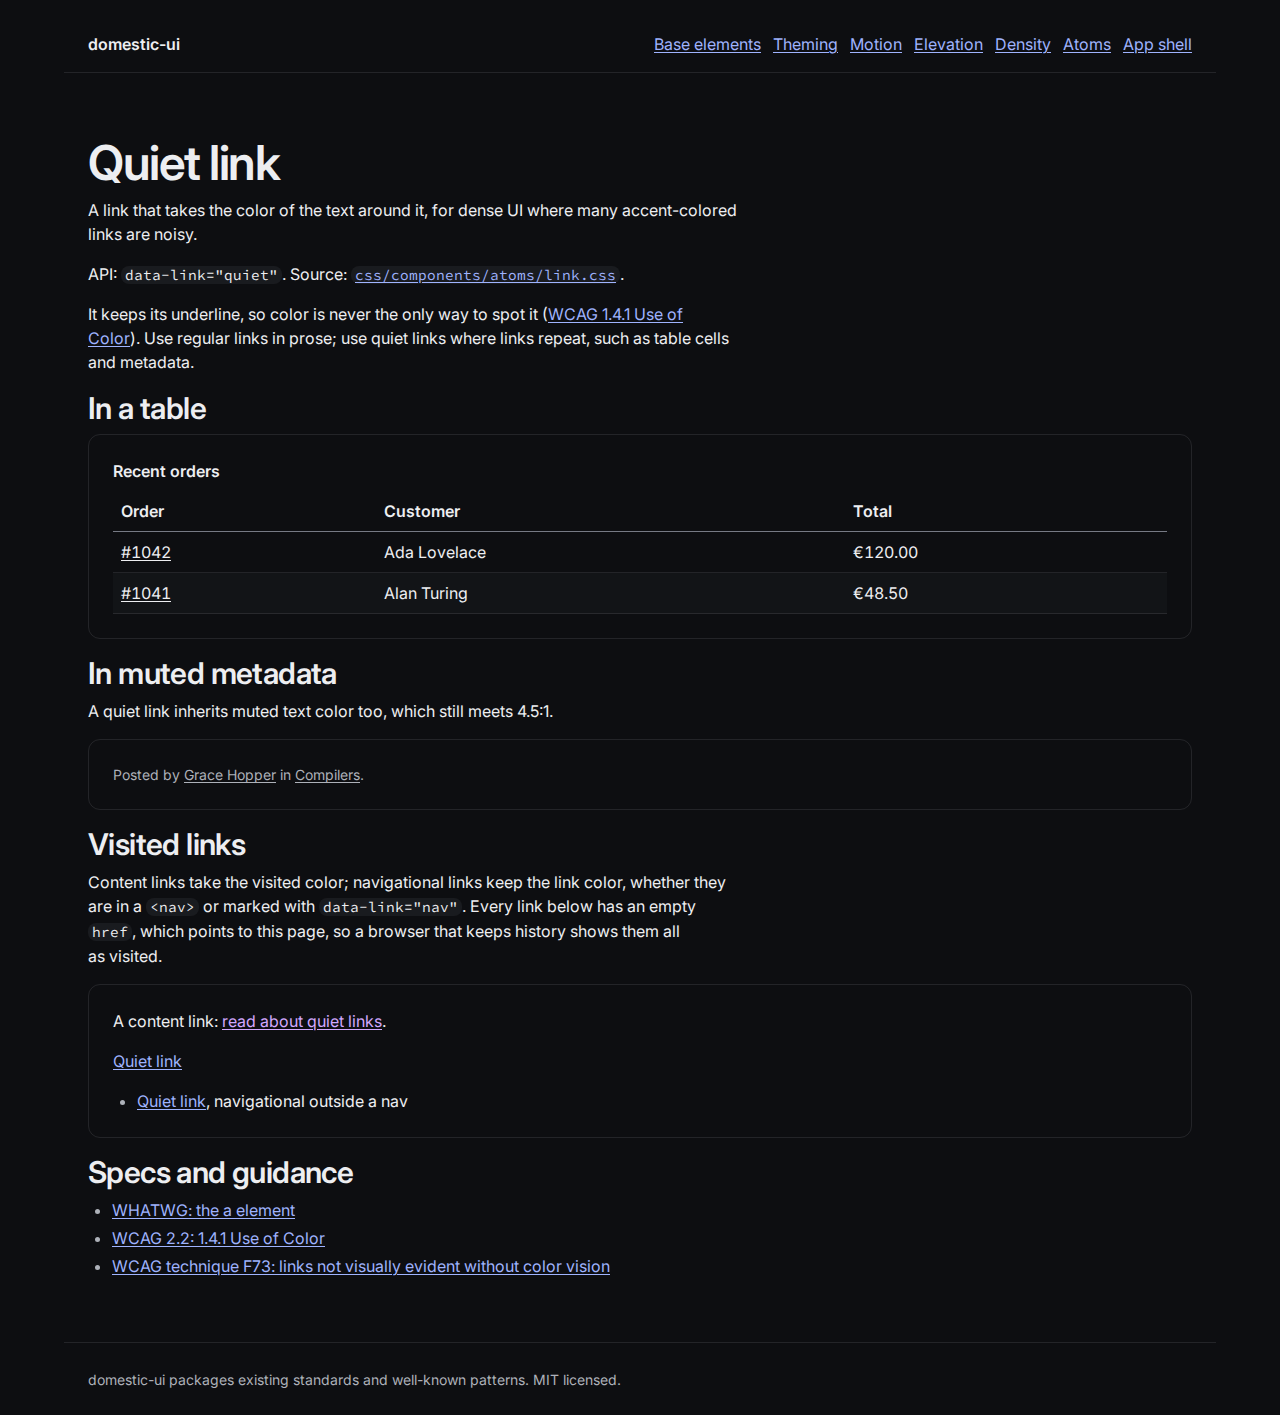 domestic-ui
Base elements Theming Motion Elevation Density Atoms App shell
Quiet link
A link that takes the color of the text around it, for dense UI where many accent-colored
links are noisy.
API: data-link="quiet". Source: css/components/atoms/link.css.
It keeps its underline, so color is never the only way to spot it (WCAG 1.4.1 Use of
Color). Use regular links in prose; use quiet links where links repeat, such as table cells
and metadata.
In a table
Recent orders
Order Customer Total
#1042 Ada Lovelace €120.00
#1041 Alan Turing €48.50
In muted metadata
A quiet link inherits muted text color too, which still meets 4.5:1.
Posted by Grace Hopper in Compilers.
Visited links
Content links take the visited color; navigational links keep the link color, whether they
are in a <nav> or marked with data-link="nav". Every link below has an empty
href, which points to this page, so a browser that keeps history shows them all
as visited.
A content link: read about quiet links.
Quiet link
Quiet link, navigational outside a nav
Specs and guidance
WHATWG: the a element
WCAG 2.2: 1.4.1 Use of Color
WCAG technique F73: links not visually evident without color vision
domestic-ui packages existing standards and well-known patterns. MIT licensed.